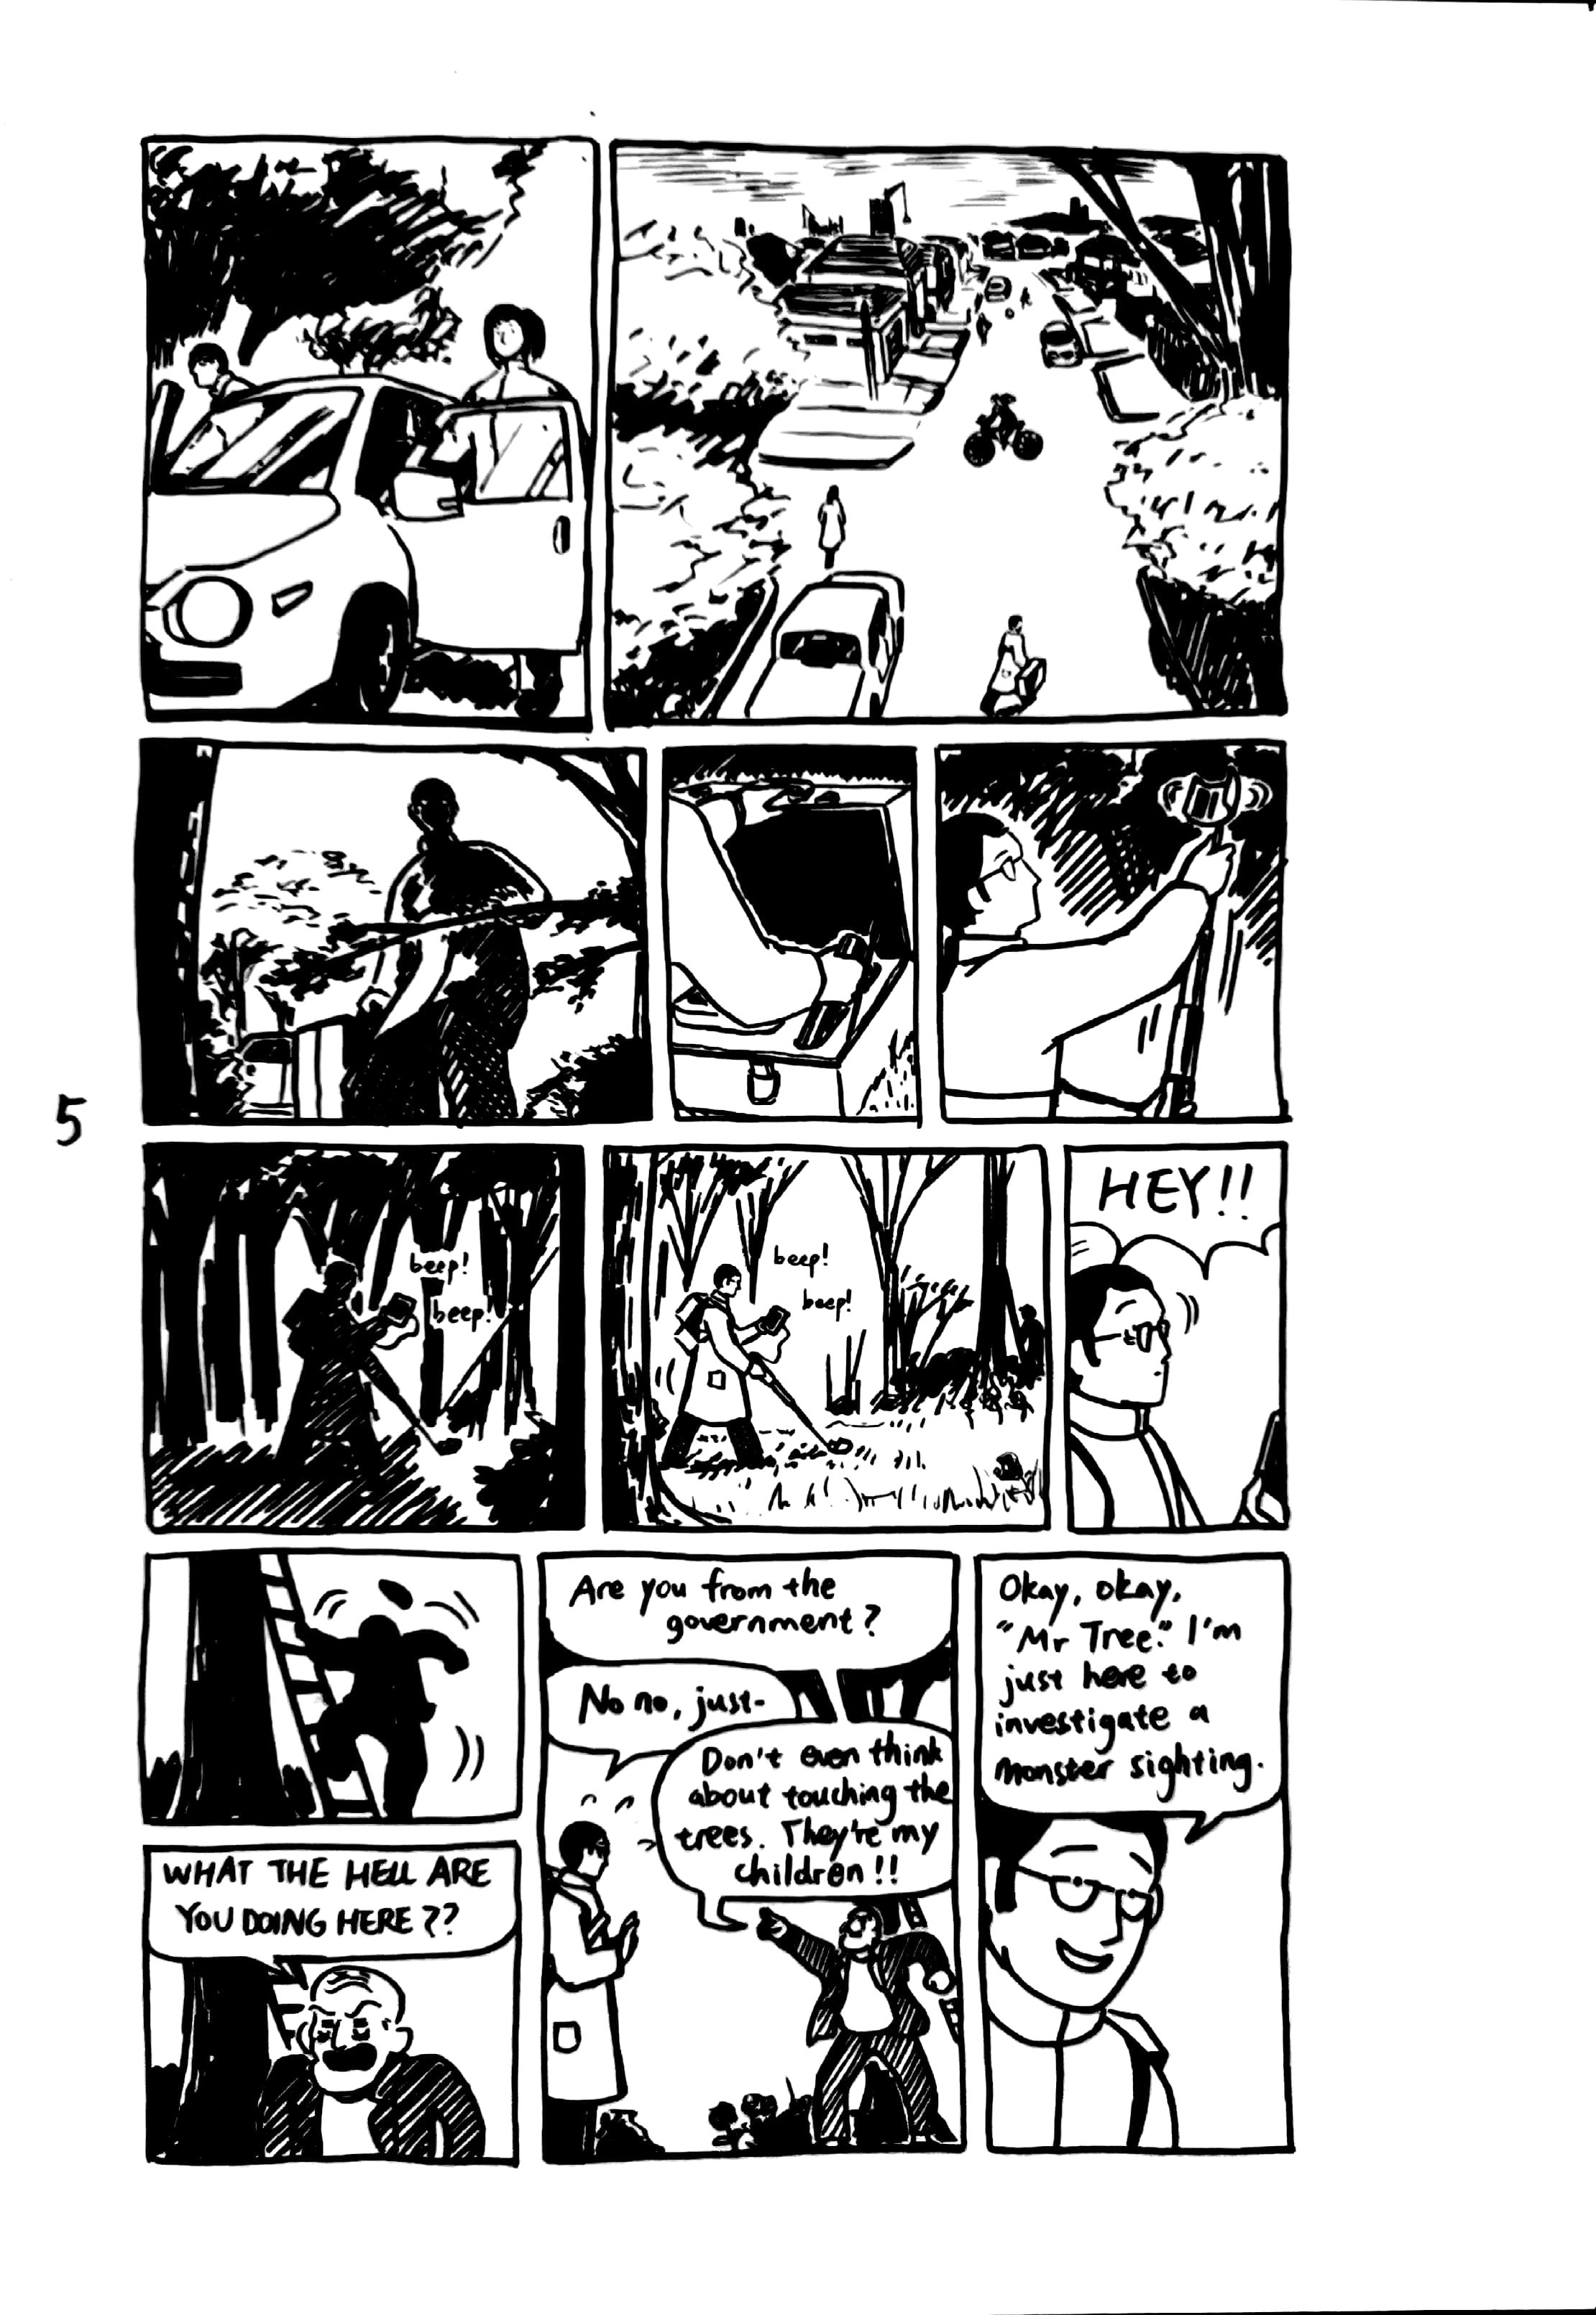 5
beep!
beep!
beep!
beep!
HEY!!
WHAT THE HELL ARE
YOU DOING HERE??
Are you from the
government?
No no, just-
Don't even think
about touching the
trees. They're my
children!!
Okay, okay,
"Mr Tree." I'm
just here to
investigate a
monster sighting.